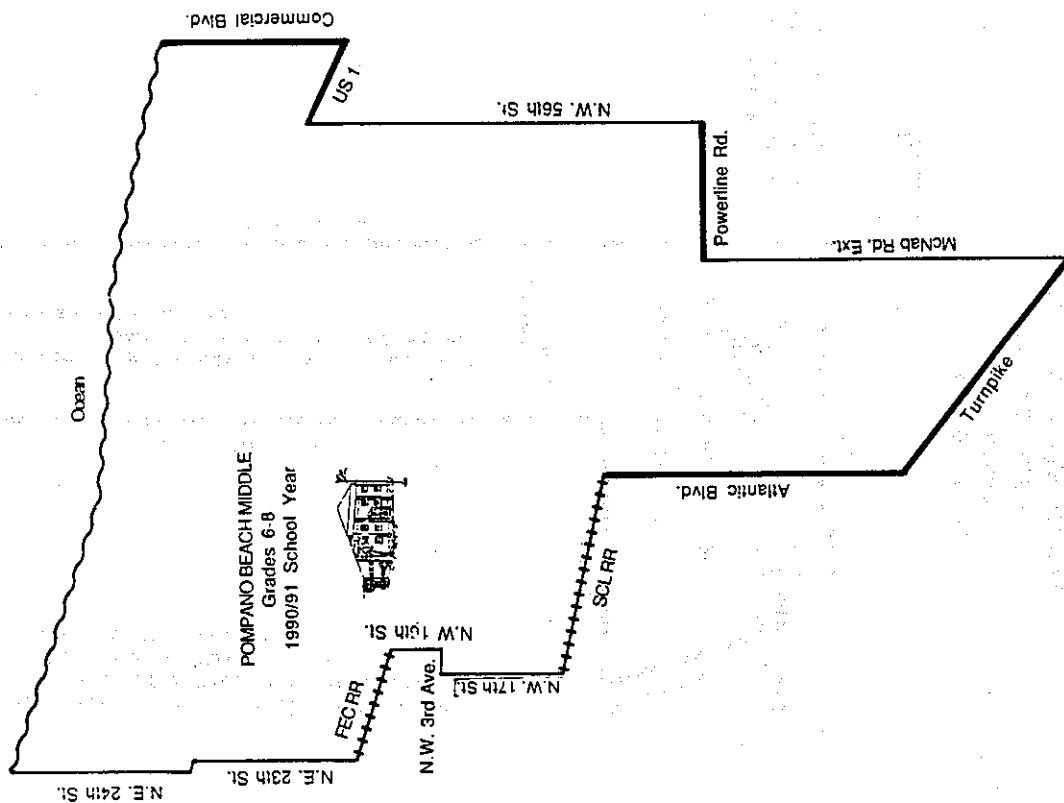 POMPANO BEACH MIDDLE
Grades 6-8
1990/91 School Year
Ocean
Commercial Blvd.
US 1
N.W. 56th St.
Powerline Rd.
McNab Rd. Ext.
Turnpike
Atlantic Blvd.
SCL RR
N.W. 17th St.
N.W. 3rd Ave.
N.W 16th St.
FEC RR
N.E. 23th St.
N.E. 24th St.